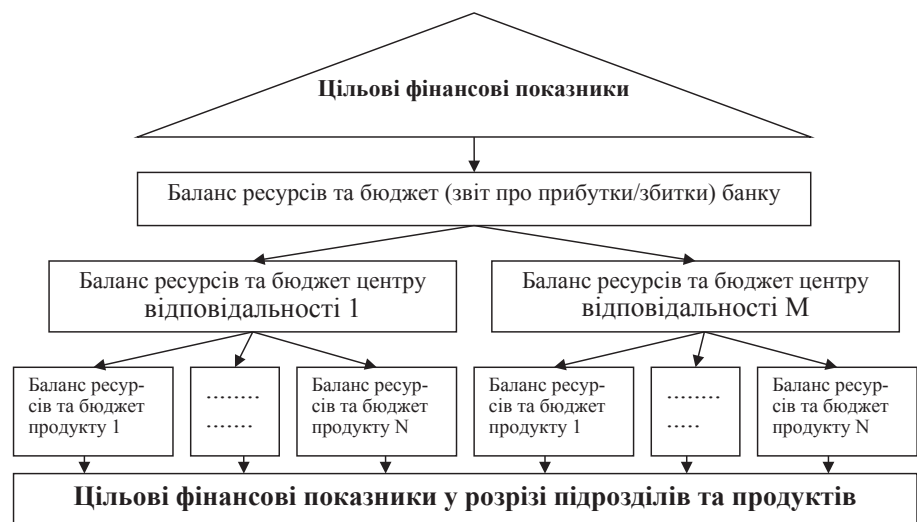 Цільові фінансові показники
Баланс ресурсів та бюджет (звіт про прибутки/збитки) банку
Баланс ресурсів та бюджет центру
відповідальності 1
Баланс ресурсів та бюджет центру
відповідальності М
Баланс ресур-
сів та бюджет
продукту 1
........
.......
Баланс ресур-
сів та бюджет
продукту N
Баланс ресур-
сів та бюджет
продукту 1
........
.....
Баланс ресур-
сів та бюджет
продукту N
Цільові фінансові показники у розрізі підрозділів та продуктів